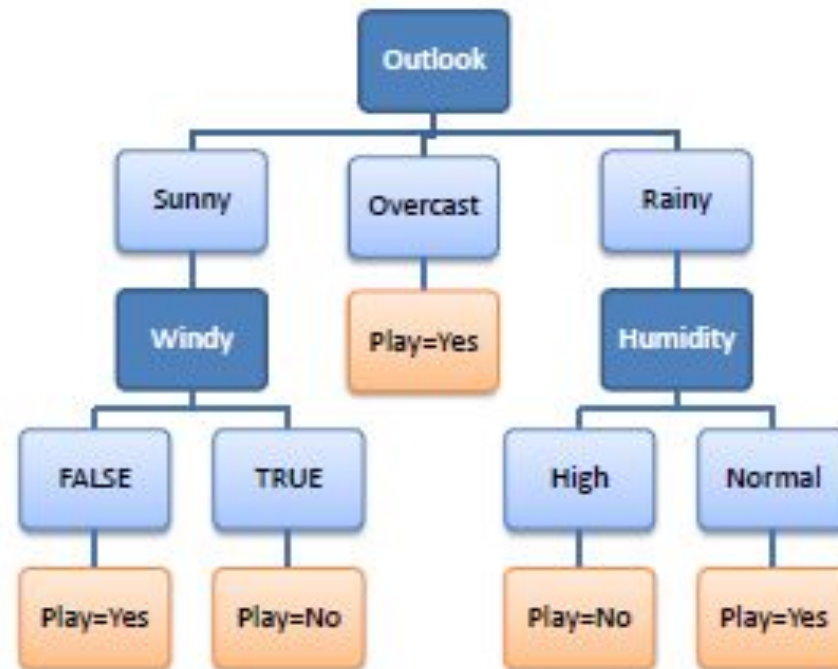 Outlook
Sunny
Overcast
Rainy
Windy
Play=Yes
Humidity
FALSE
TRUE
High
Normal
Play=Yes
Play=No
Play=No
Play=Yes